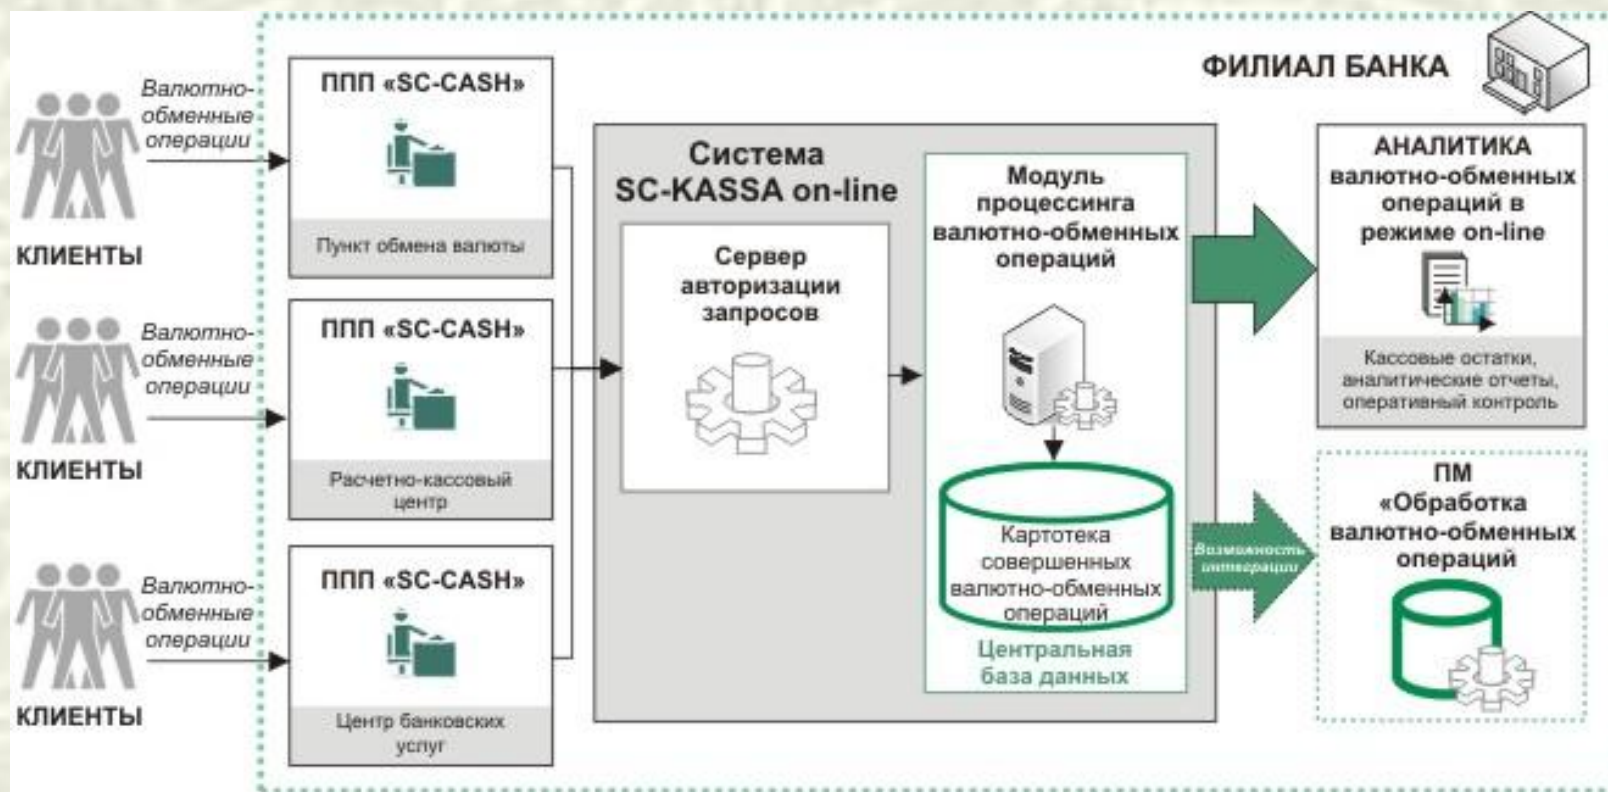 ФИЛИАЛ БАНКА
Валютно-
обменные
операции
КЛИЕНТЫ
ППП «SC-CASH»
Пункт обмена валюты
Валютно-
обменные
операции
КЛИЕНТЫ
ППП «SC-CASH»
Расчетно-кассовый
центр
Валютно-
обменные
операции
КЛИЕНТЫ
ППП «SC-CASH»
Центр банковских
услуг
Система
SC-KASSA on-line
Сервер
авторизации
запросов
Модуль
процессинга
валютно-обменных
операций
Картотека
совершенных
валютно-обменных
операций
Центральная
база данных
АНАЛИТИКА
валютно-обменных
операций в
режиме on-line
Кассовые остатки,
аналитические отчеты,
оперативный контроль
Возможность
интеграции
ПМ
«Обработка
валютно-обменных
операций